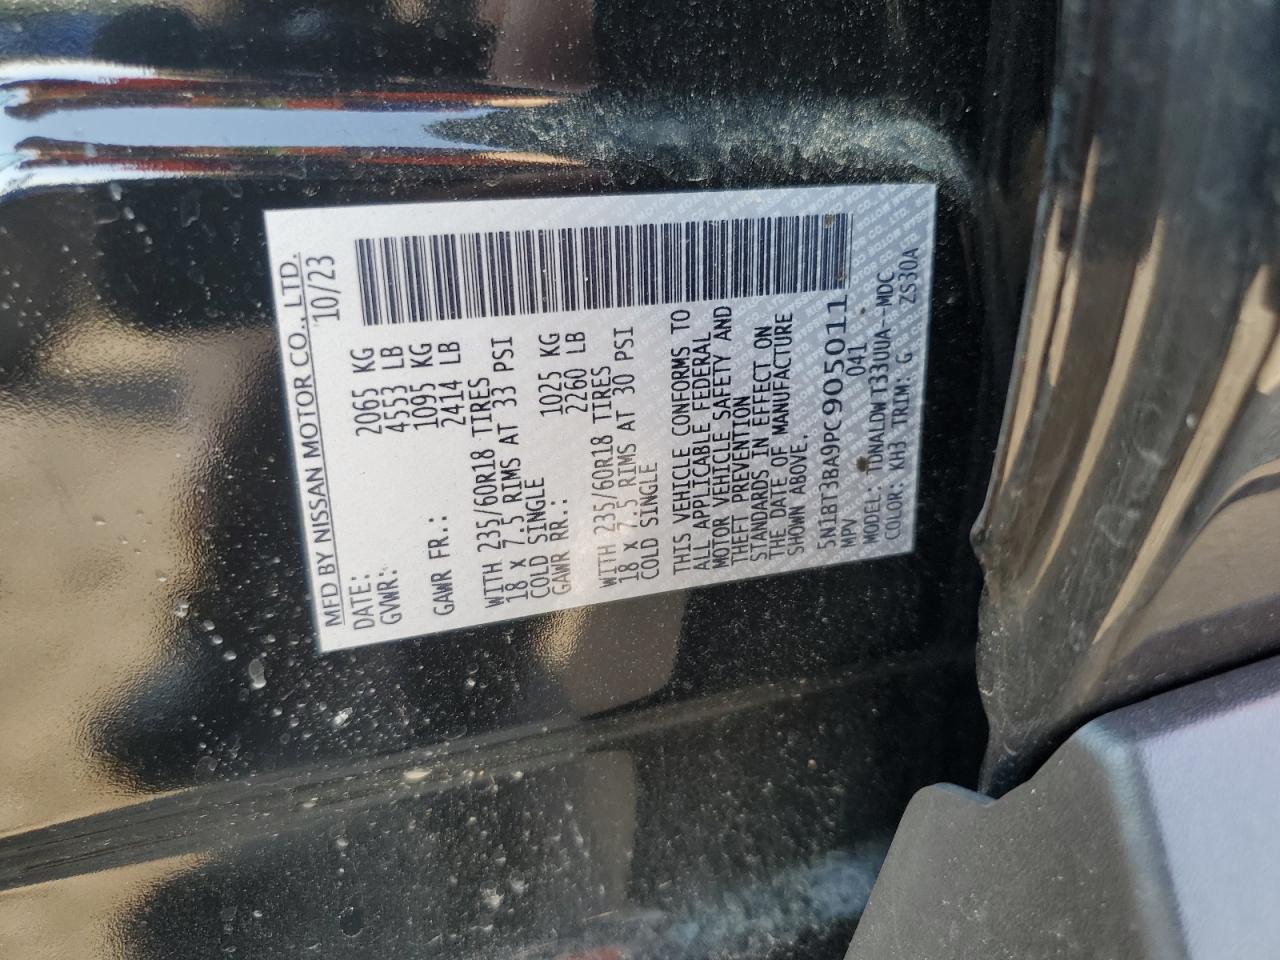 MFD BY NISSAN MOTOR CO., LTD.
DATE: 10/23
GVWR: 2065 KG
4553 LB
GAWR FR.: 1095 KG
2414 LB
WITH 235/60R18 TIRES
18 x 7.5 RIMS AT 33 PSI
COLD SINGLE
GAWR RR.: 1025 KG
2260 LB
WITH 235/60R18 TIRES
18 x 7.5 RIMS AT 30 PSI
COLD SINGLE
THIS VEHICLE CONFORMS TO
ALL APPLICABLE FEDERAL
MOTOR VEHICLE SAFETY AND
THEFT PREVENTION
STANDARDS IN EFFECT ON
THE DATE OF MANUFACTURE
SHOWN ABOVE.
5N1BT3BA9PC905011
MPV 041
MODEL: TDNALDWT33UUA--MDC
COLOR: KH3 TRIM: G ZS30A